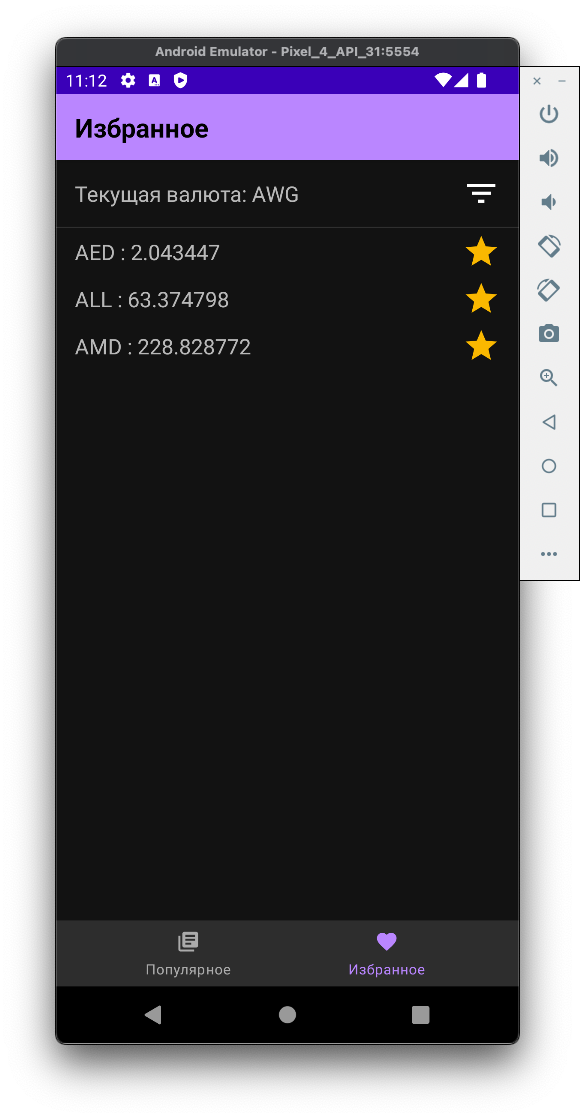 Android Emulator - Pixel_4_API_31:5554
11:12
Избранное
Текущая валюта: AWG
AED : 2.043447
ALL : 63.374798
AMD : 228.828772
Популярное
Избранное